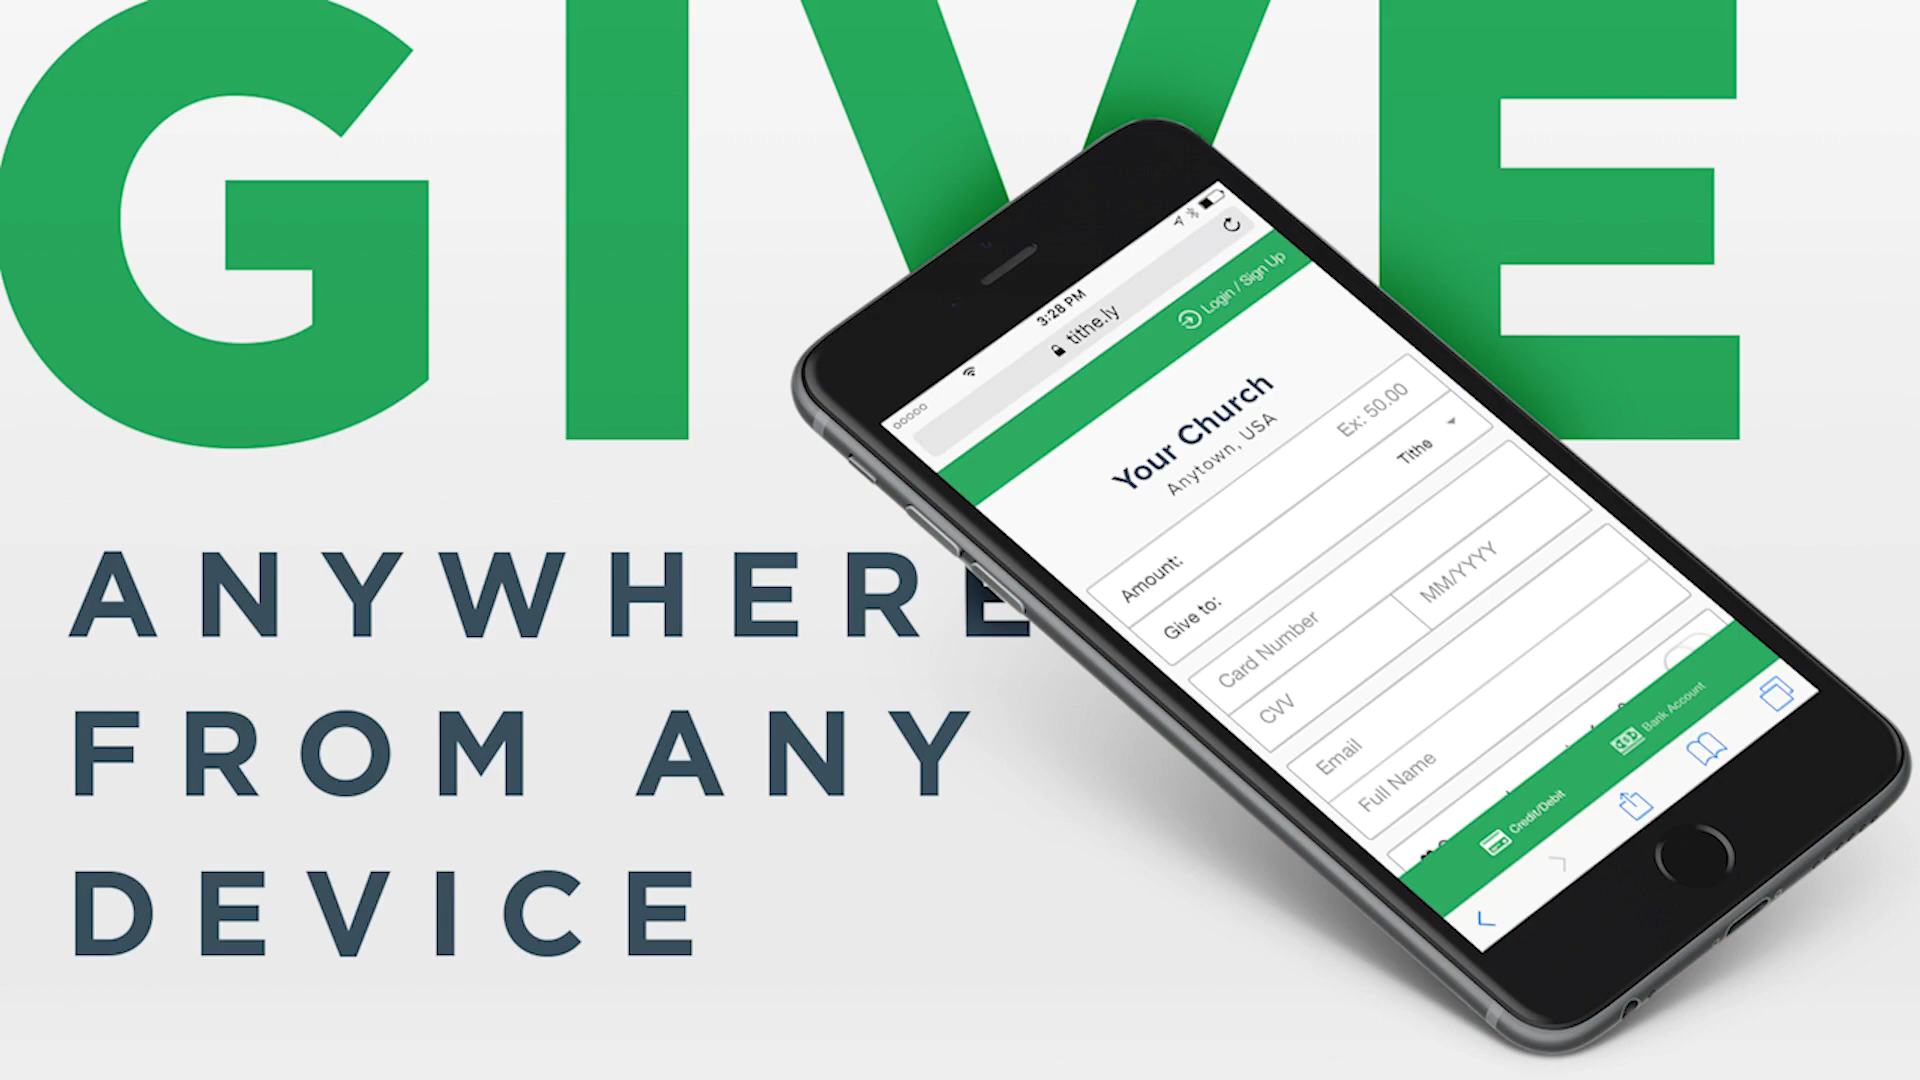 GIVE
ANYWHERE
FROM ANY
DEVICE
3:28 PM
tithe.ly
Login / Sign Up
Your Church
Anytown, USA
Amount: Ex: 50.00
Give to: Tithe
Card Number MM/YYYY
CVV
Email
Full Name
Credit/Debit Bank Account